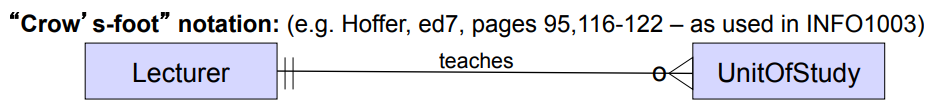 “Crow’s-foot” notation: (e.g. Hoffer, ed7, pages 95,116-122 – as used in INFO1003)
teaches
Lecturer UnitOfStudy